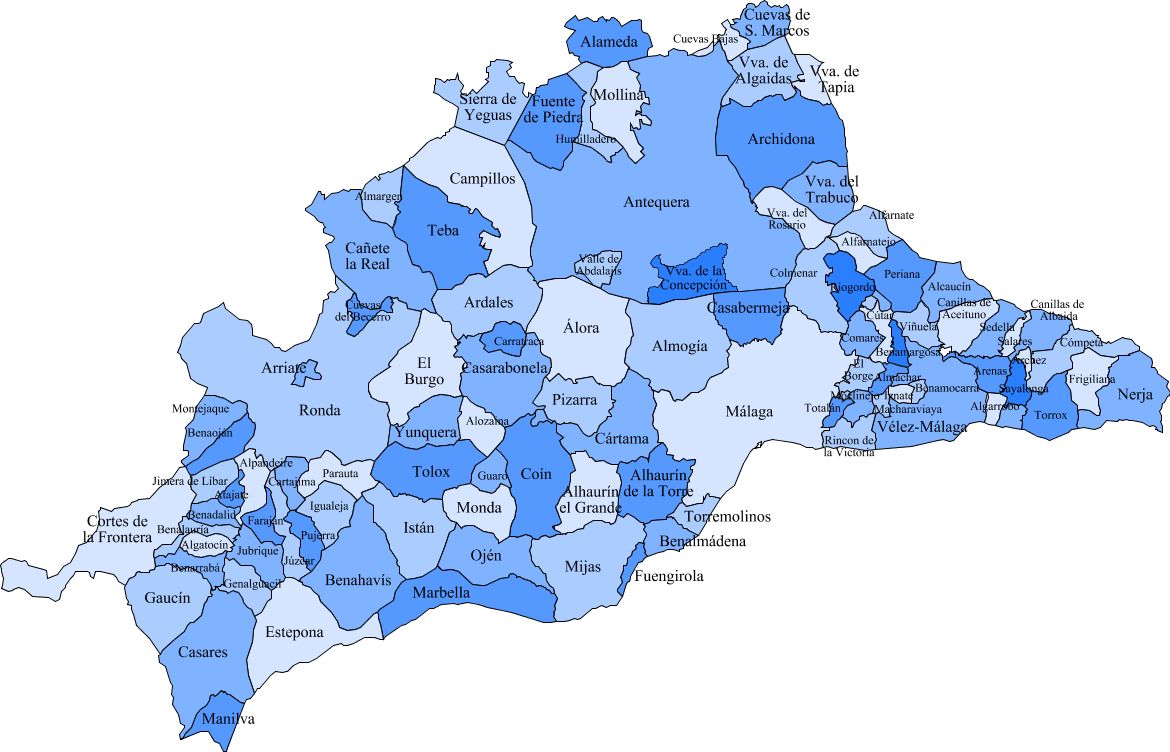 Cuevas de
S. Marcos
Cuevas Bajas
Alameda
Vva. de
Algaidas
Vva. de
Tapia
Sierra de
Yeguas
Fuente
de Piedra
Mollina
Humilladero
Archidona
Campillos
Almargen
Antequera
Vva. del
Trabuco
Vva. del
Rosario
Alfarnate
Alfarnatejo
Teba
Cañete
la Real
Valle de
Abdalajís
Vva. de la
Concepción
Colmenar
Riogordo
Periana
Alcaucín
Cuevas
del Becerro
Ardales
Casabermeja
Canillas de
Aceituno
Canillas de
Albaida
Cútar
Viñuela
Sedella
Salares
Cómpeta
Álora
Carratraca
Almogía
Comares
Benamargosa
Arriate
El
Burgo
Casarabonela
El
Borge
Almáchar
Benamocarra
Arenas
Archez
Sayalonga
Frigiliana
Nerja
Pizarra
Málaga
Moclinejo
Iznate
Totalán
Macharaviaya
Algarrobo
Torrox
Vélez-Málaga
Rincon de
la Victoria
Montejaque
Ronda
Benaoján
Yunquera
Alozaina
Cártama
Alpandeire
Tolox
Guaro
Coín
Alhaurín
de la Torre
Jimera de Líbar
Cartajima
Parauta
Atajate
Igualeja
Monda
Alhaurín
el Grande
Torremolinos
Cortes de
la Frontera
Benadalid
Faraján
Istán
Benalauría
Pujerra
Benalmádena
Algatocín
Jubrique
Júzcar
Ojén
Mijas
Benarrabá
Genalguacil
Benahavís
Fuengirola
Gaucín
Marbella
Estepona
Casares
Manilva